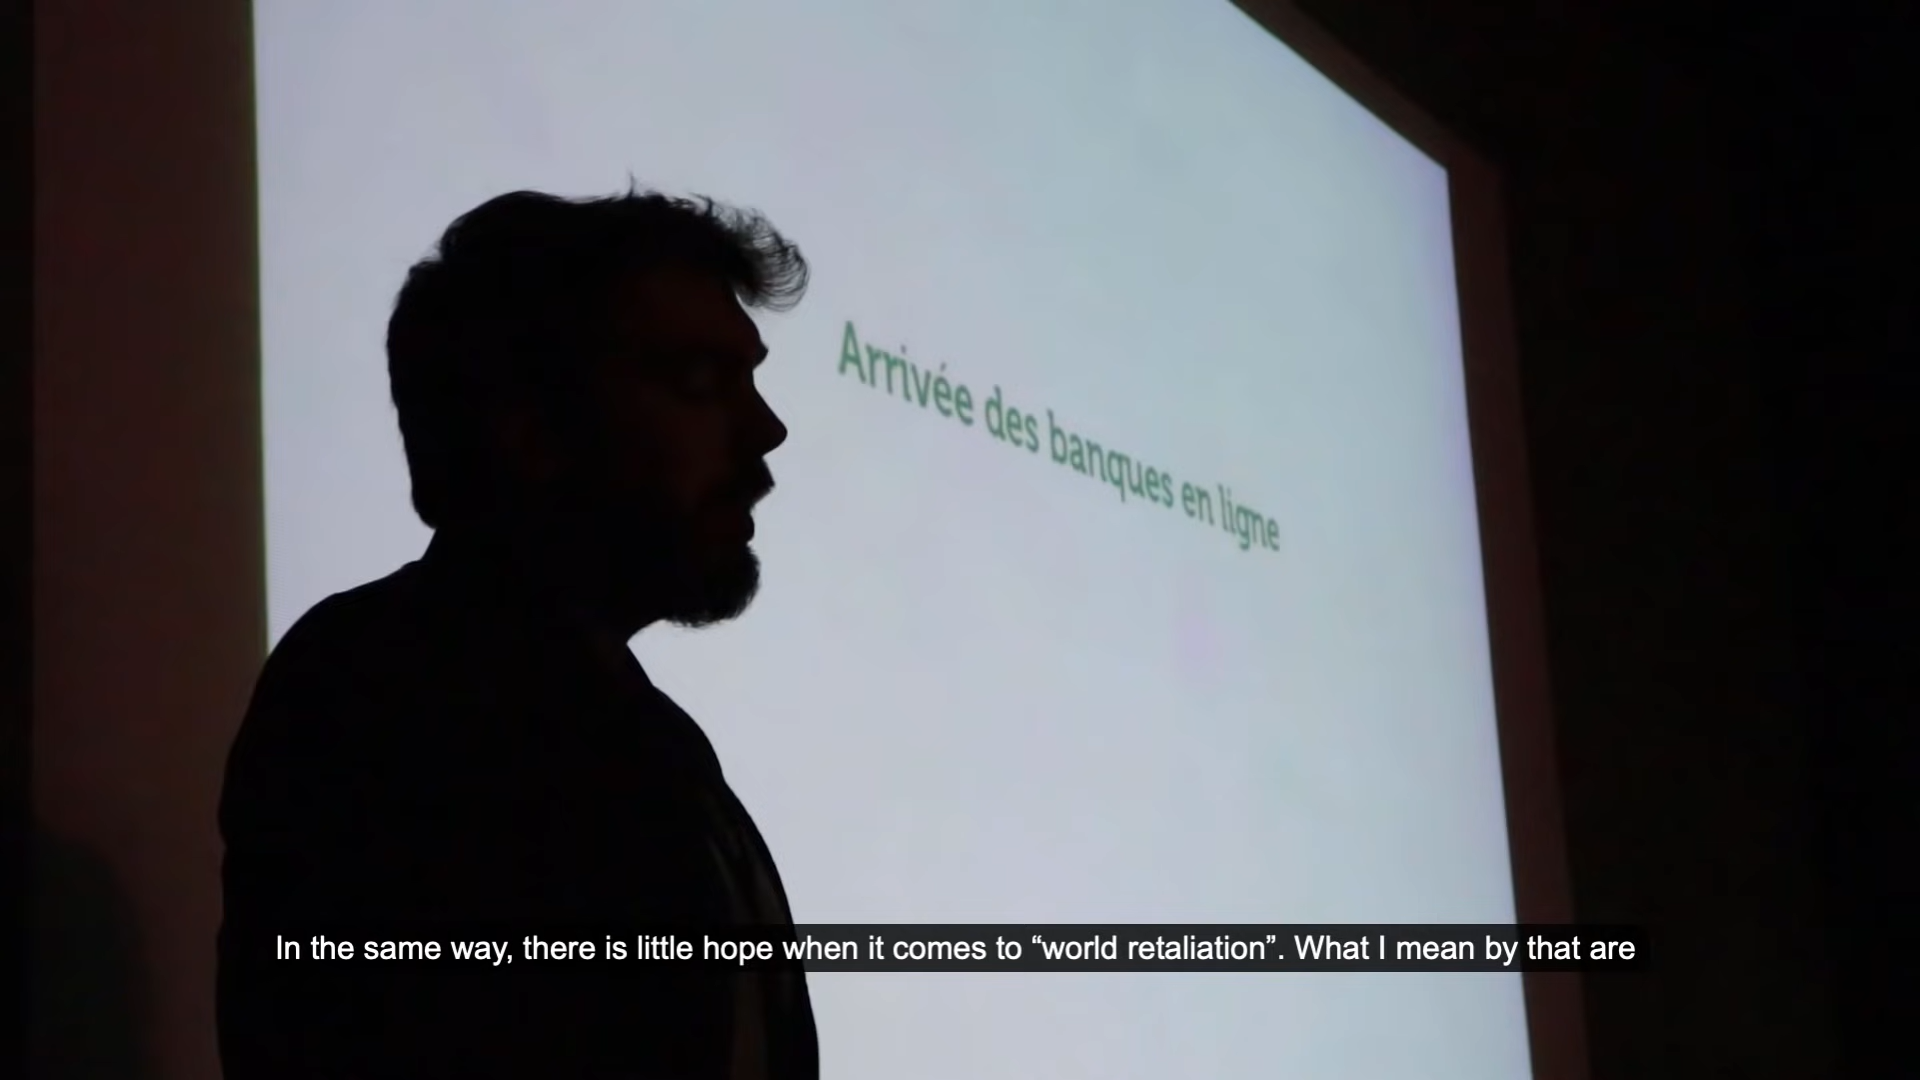 Arrivée des banques en ligne
In the same way, there is little hope when it comes to “world retaliation”. What I mean by that are